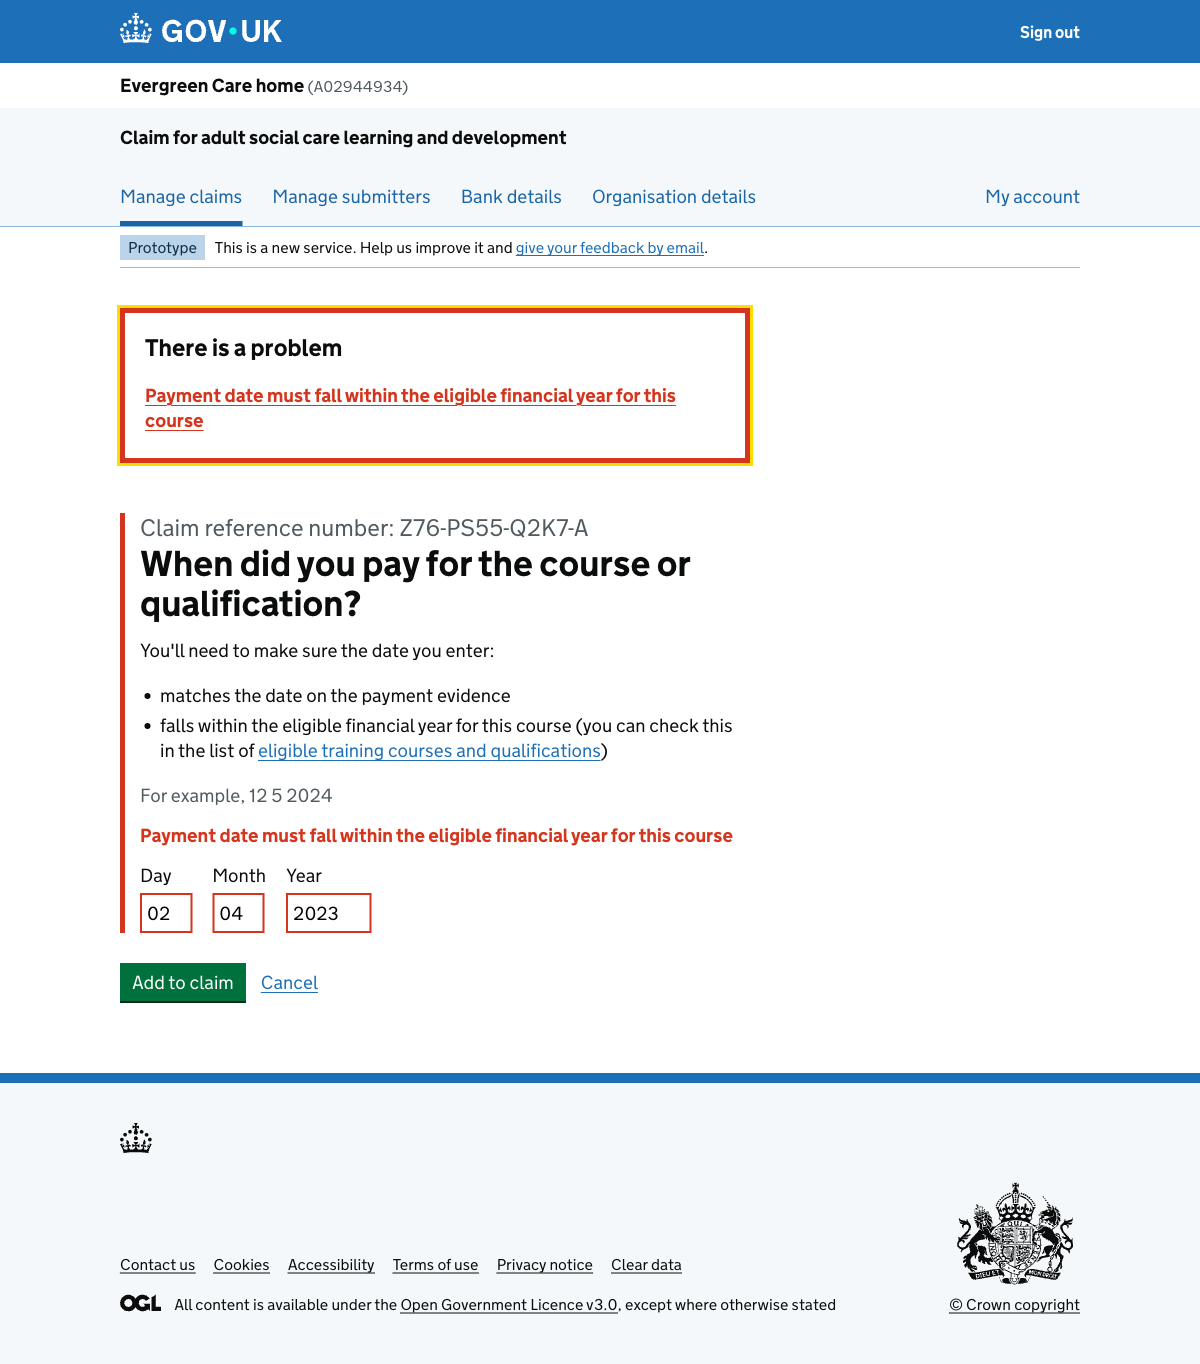 GOV•UK
Sign out
Evergreen Care home (A02944934)
Claim for adult social care learning and development
Manage claims Manage submitters Bank details Organisation details My account
Prototype This is a new service. Help us improve it and give your feedback by email.
There is a problem
Payment date must fall within the eligible financial year for this
course
Claim reference number: Z76-PS55-Q2K7-A
When did you pay for the course or
qualification?
You'll need to make sure the date you enter:
• matches the date on the payment evidence
• falls within the eligible financial year for this course (you can check this
in the list of eligible training courses and qualifications)
For example, 12 5 2024
Payment date must fall within the eligible financial year for this course
Day Month Year
02 04 2023
Add to claim Cancel
Contact us Cookies Accessibility Terms of use Privacy notice Clear data
OGL All content is available under the Open Government Licence v3.0, except where otherwise stated
© Crown copyright